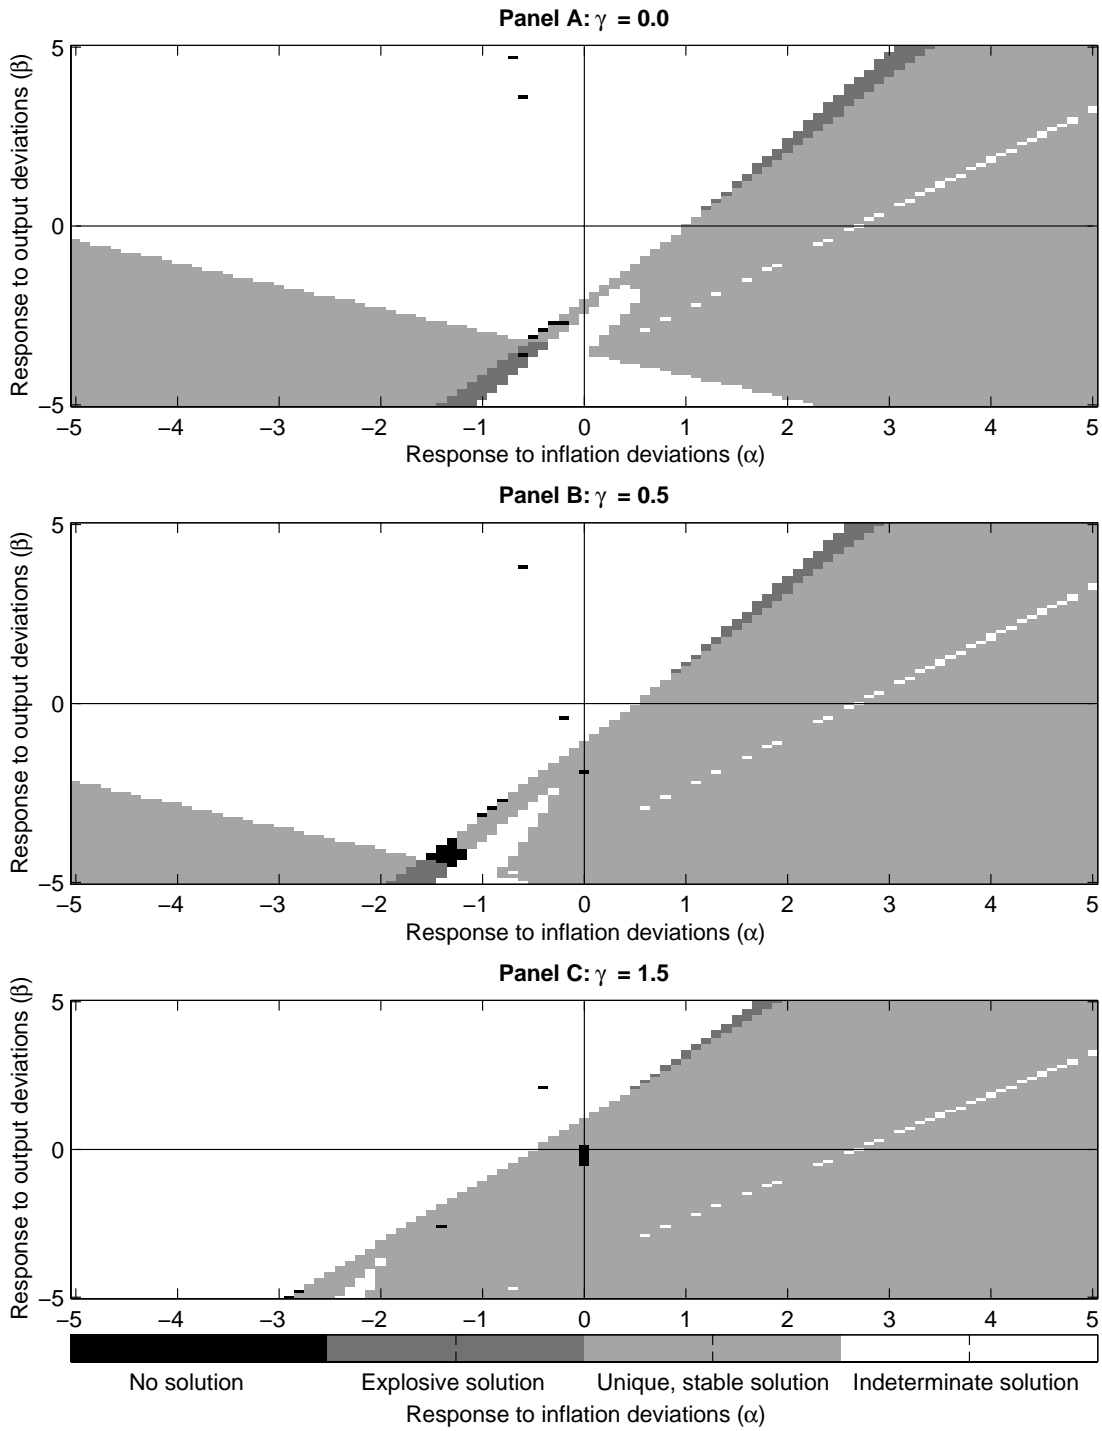 Panel A: γ = 0.0
Response to output deviations (β)
5
0
−5
−5 −4 −3 −2 −1 0 1 2 3 4 5
Response to inflation deviations (α)
Panel B: γ = 0.5
Response to output deviations (β)
5
0
−5
−5 −4 −3 −2 −1 0 1 2 3 4 5
Response to inflation deviations (α)
Panel C: γ = 1.5
Response to output deviations (β)
5
0
−5
−5 −4 −3 −2 −1 0 1 2 3 4 5
No solution Explosive solution Unique, stable solution Indeterminate solution
Response to inflation deviations (α)